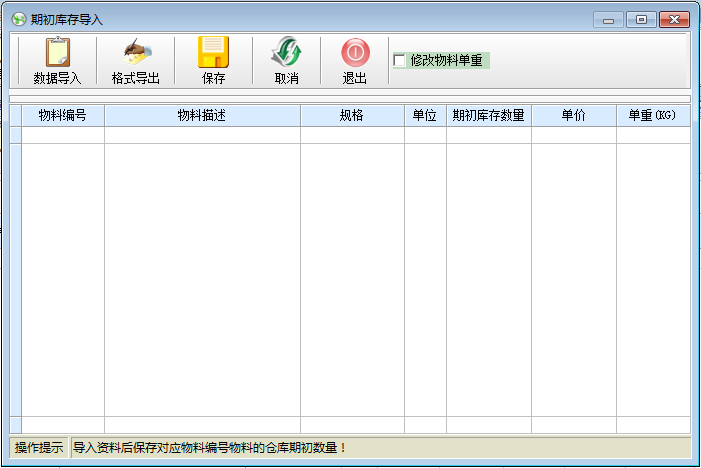 期初库存导入
数据导入 格式导出 保存 取消 退出 修改物料单重
物料编号 物料描述 规格 单位 期初库存数量 单价 单重(KG)
操作提示 导入资料后保存对应物料编号物料的仓库期初数量！